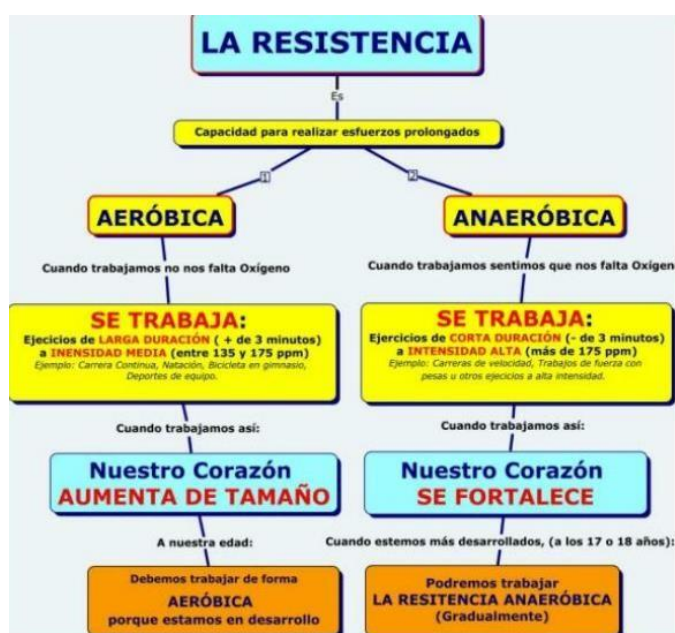 LA RESISTENCIA
Es
Capacidad para realizar esfuerzos prolongados
1
2
AERÓBICA
ANAERÓBICA
Cuando trabajamos no nos falta Oxígeno
Cuando trabajamos sentimos que nos falta Oxígen
SE TRABAJA:
Ejecicios de LARGA DURACIÓN ( + de 3 minutos)
a INENSIDAD MEDIA (entre 135 y 175 ppm)
Ejemplo: Carrera Continua, Natación, Bicicleta en gimnasio,
Deportes de equipo.
SE TRABAJA:
Ejercicios de CORTA DURACIÓN (- de 3 minutos)
a INTENSIDAD ALTA (más de 175 ppm)
Ejemplo: Carreras de velocidad, Trabajos de fuerza con
pesas u otros ejecicios a alta intensidad.
Cuando trabajamos así:
Cuando trabajamos así:
Nuestro Corazón
AUMENTA DE TAMAÑO
Nuestro Corazón
SE FORTALECE
A nuestra edad:
Cuando estemos más desarrollados, (a los 17 o 18 años):
Debemos trabajar de forma
AERÓBICA
porque estamos en desarrollo
Podremos trabajar
LA RESITENCIA ANAERÓBICA
(Gradualmente)